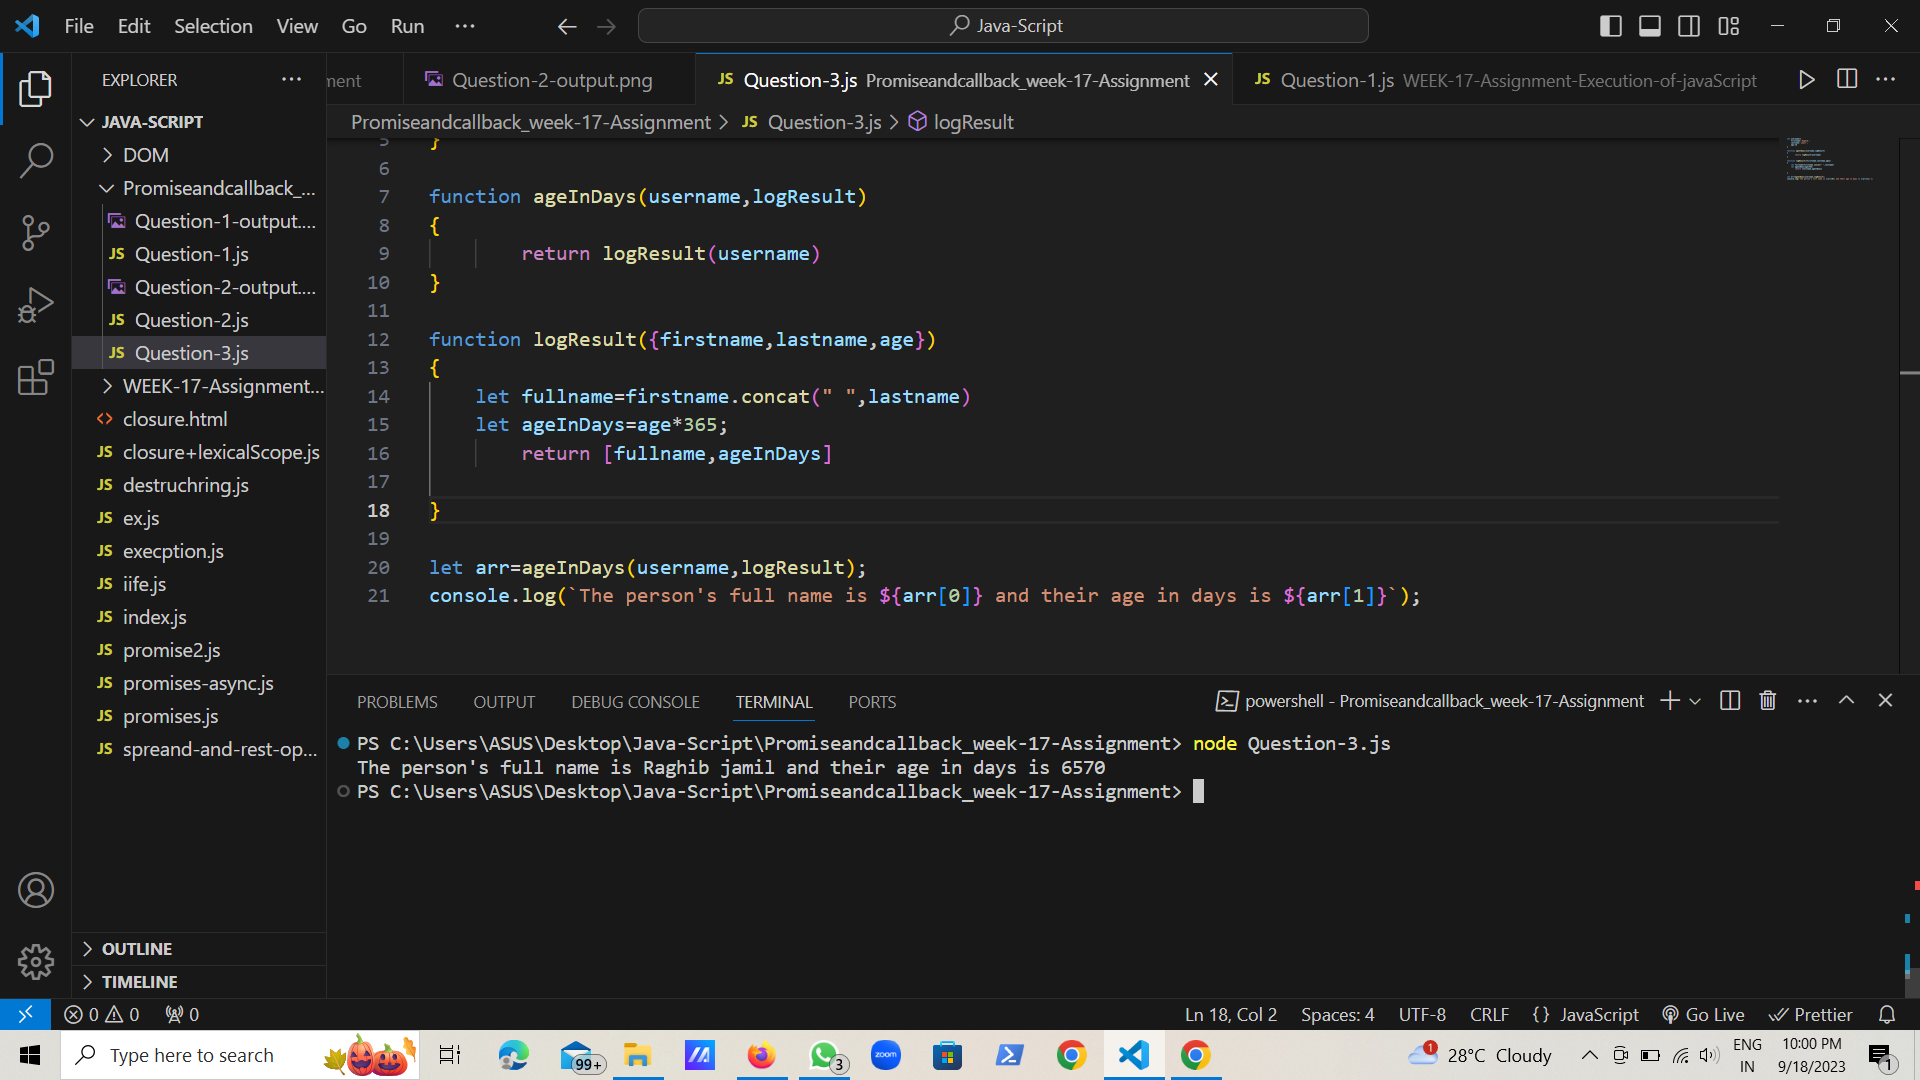 File Edit Selection View Go Run ···
Java-Script
EXPLORER ···
ment
Question-2-output.png
JS Question-3.js Promiseandcallback_week-17-Assignment
JS Question-1.js WEEK-17-Assignment-Execution-of-javaScript
Promiseandcallback_week-17-Assignment > JS Question-3.js > logResult
JAVA-SCRIPT
DOM
Promiseandcallback_...
Question-1-output....
JS Question-1.js
Question-2-output....
JS Question-2.js
JS Question-3.js
WEEK-17-Assignment...
closure.html
JS closure+lexicalScope.js
JS destruchring.js
JS ex.js
JS execption.js
JS iife.js
JS index.js
JS promise2.js
JS promises-async.js
JS promises.js
JS spreand-and-rest-op...
OUTLINE
TIMELINE
5 }
6
7 function ageInDays(username,logResult)
8 {
9 return logResult(username)
10 }
11
12 function logResult({firstname,lastname,age})
13 {
14 let fullname=firstname.concat(" ",lastname)
15 let ageInDays=age*365;
16 return [fullname,ageInDays]
17
18 }
19
20 let arr=ageInDays(username,logResult);
21 console.log(`The person's full name is ${arr[0]} and their age in days is ${arr[1]}`);
PROBLEMS OUTPUT DEBUG CONSOLE TERMINAL PORTS
powershell - Promiseandcallback_week-17-Assignment
PS C:\Users\ASUS\Desktop\Java-Script\Promiseandcallback_week-17-Assignment> node Question-3.js
The person's full name is Raghib jamil and their age in days is 6570
PS C:\Users\ASUS\Desktop\Java-Script\Promiseandcallback_week-17-Assignment>
0 0 0
Ln 18, Col 2 Spaces: 4 UTF-8 CRLF {} JavaScript Go Live Prettier
Type here to search
99+
3
zoom
1
28°C Cloudy
ENG
IN
10:00 PM
9/18/2023
1